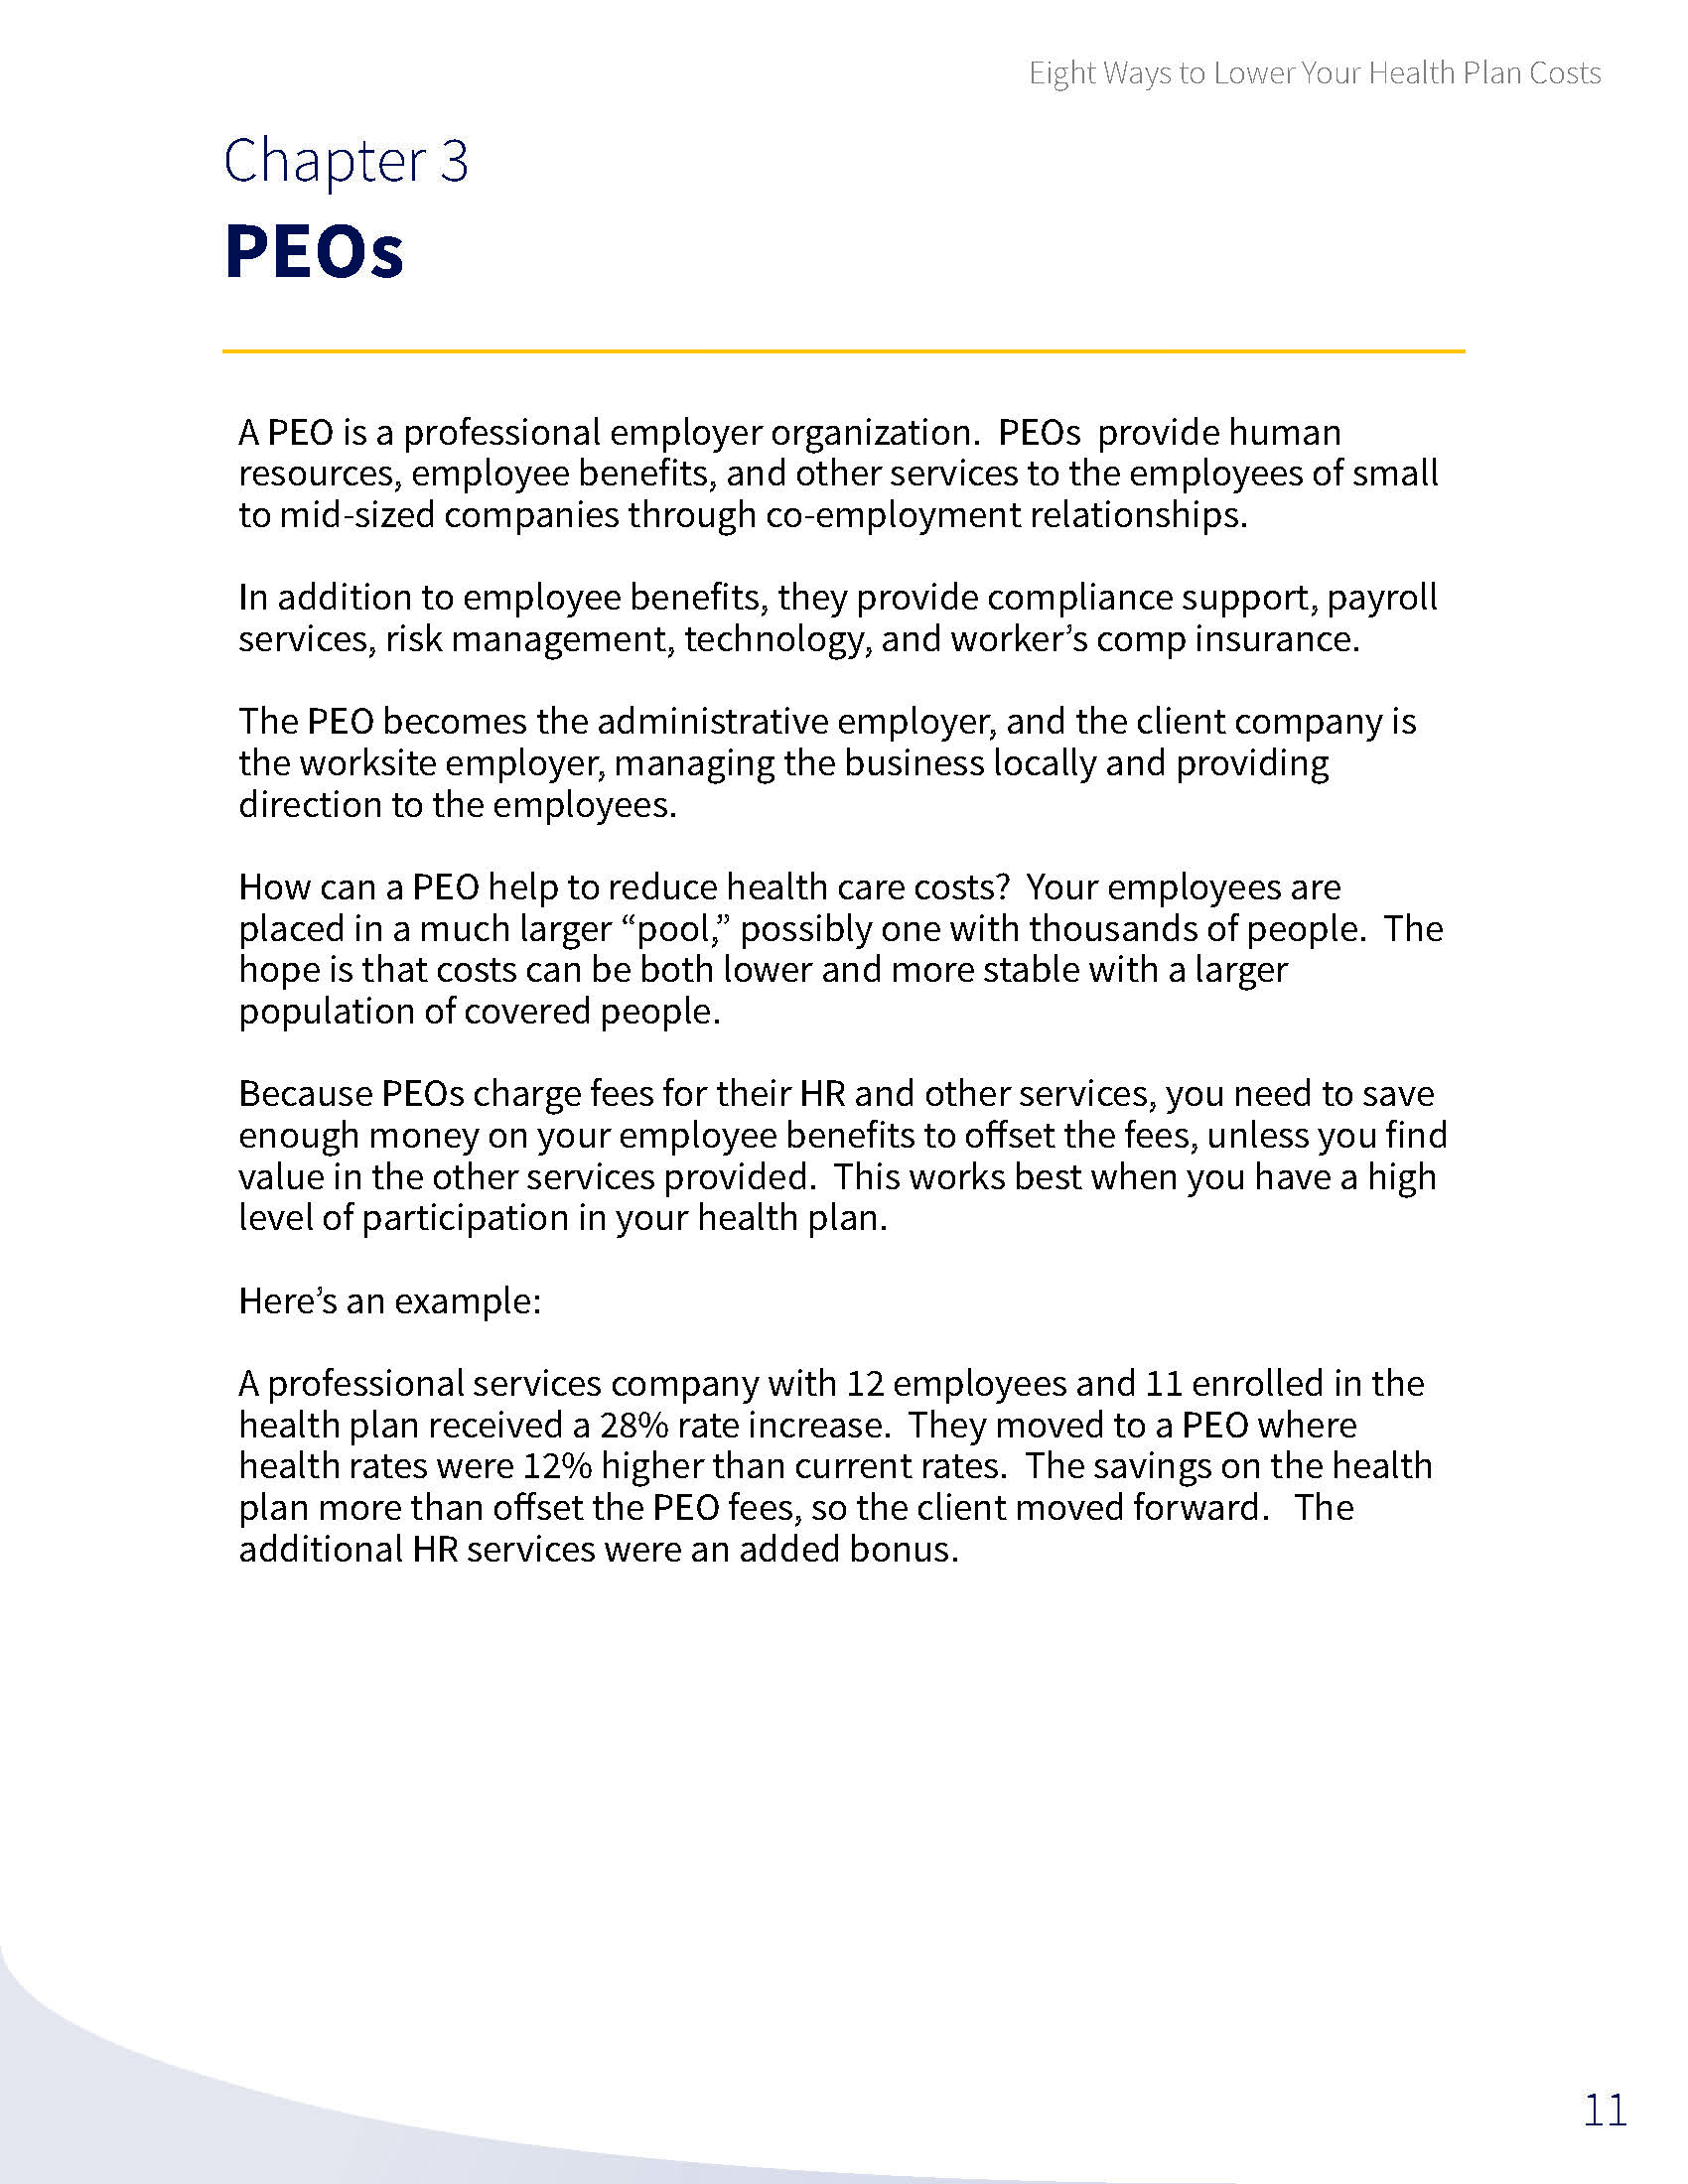 Eight Ways to Lower Your Health Plan Costs
Chapter 3
PEOs
A PEO is a professional employer organization.  PEOs  provide human
resources, employee benefits, and other services to the employees of small
to mid-sized companies through co-employment relationships.
In addition to employee benefits, they provide compliance support, payroll
services, risk management, technology, and worker’s comp insurance.
The PEO becomes the administrative employer, and the client company is
the worksite employer, managing the business locally and providing
direction to the employees.
How can a PEO help to reduce health care costs?  Your employees are
placed in a much larger “pool,” possibly one with thousands of people.  The
hope is that costs can be both lower and more stable with a larger
population of covered people.
Because PEOs charge fees for their HR and other services, you need to save
enough money on your employee benefits to offset the fees, unless you find
value in the other services provided.  This works best when you have a high
level of participation in your health plan.
Here’s an example:
A professional services company with 12 employees and 11 enrolled in the
health plan received a 28% rate increase.  They moved to a PEO where
health rates were 12% higher than current rates.  The savings on the health
plan more than offset the PEO fees, so the client moved forward.   The
additional HR services were an added bonus.
11